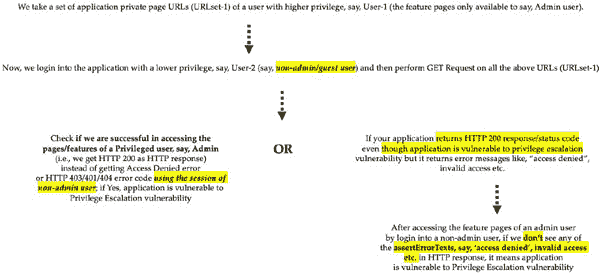 We take a set of application private page URLs (URLset-1) of a user with higher privilege, say, User-1 (the feature pages only available to say, Admin user).
Now, we login into the application with a lower privilege, say, User-2 (say, non-admin/guest user) and then perform GET Request on all the above URLs (URLset-1)
Check if we are successful in accessing the
pages/features of a Privileged user, say, Admin
(i.e., we get HTTP 200 as HTTP response)
instead of getting Access Denied error
or HTTP 403/401/404 error code using the session of
non-admin user; if Yes, application is vulnerable to
Privilege Escalation vulnerability
OR
If your application returns HTTP 200 response/status code
even though application is vulnerable to privilege escalation
vulnerability but it returns error messages like, "access denied",
invalid access etc.
After accessing the feature pages of an admin user
by login into a non-admin user, if we don't see any of
the assertErrorTexts, say, 'access denied', invalid access
etc. in HTTP response, it means application
is vulnerable to Privilege Escalation vulnerability